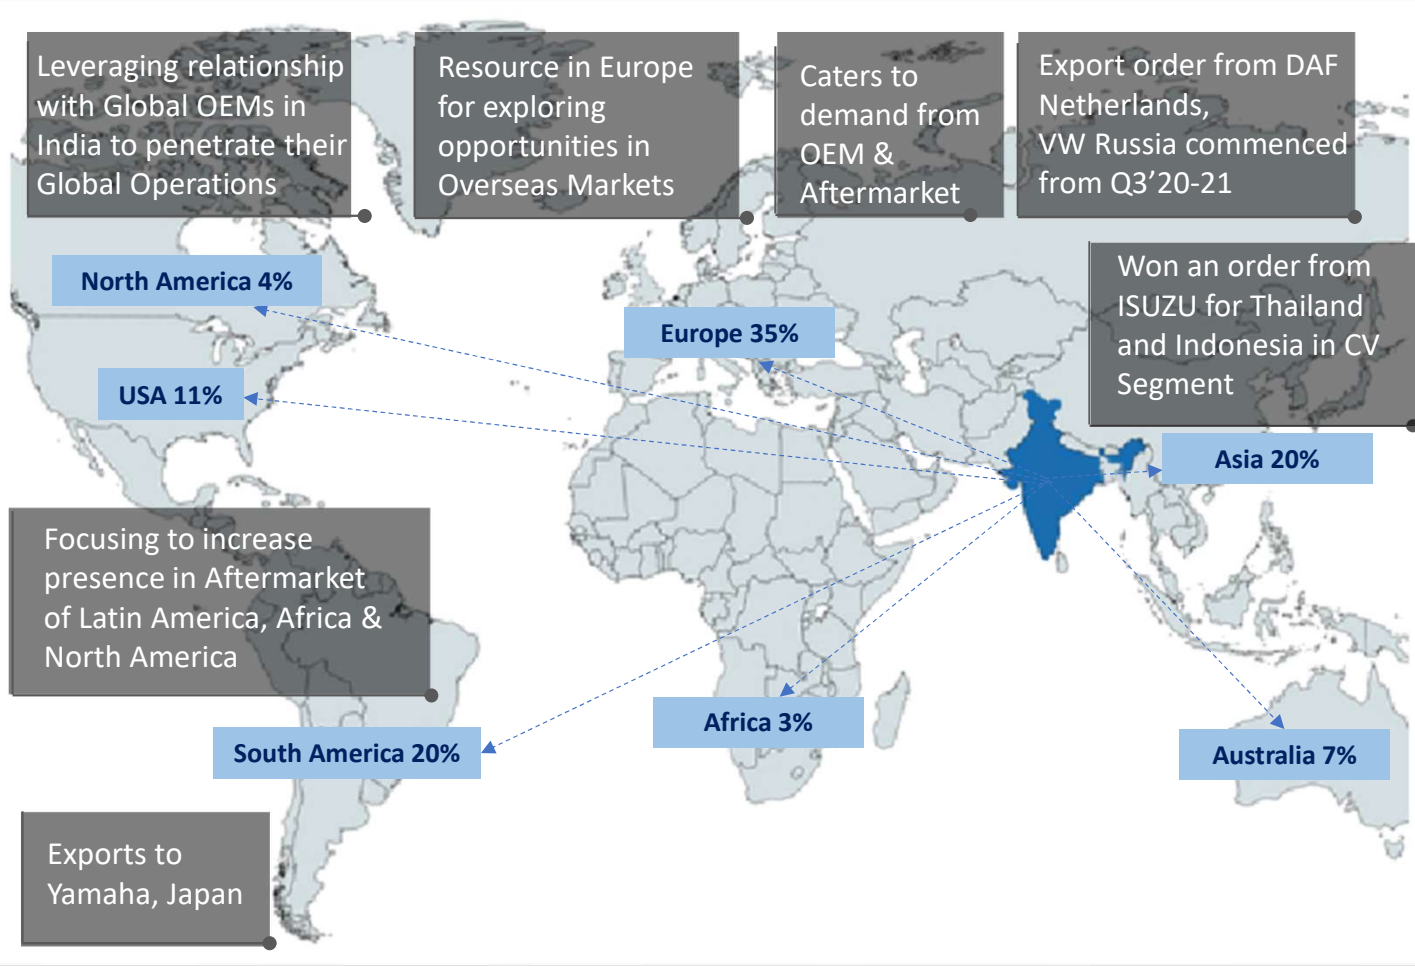 Leveraging relationship
with Global OEMs in
India to penetrate their
Global Operations
Resource in Europe
for exploring
opportunities in
Overseas Markets
Caters to
demand from
OEM &
Aftermarket
Export order from DAF
Netherlands,
VW Russia commenced
from Q3’20-21
Won an order from
ISUZU for Thailand
and Indonesia in CV
Segment
North America 4%
Europe 35%
USA 11%
Asia 20%
Focusing to increase
presence in Aftermarket
of Latin America, Africa &
North America
South America 20%
Africa 3%
Australia 7%
Exports to
Yamaha, Japan